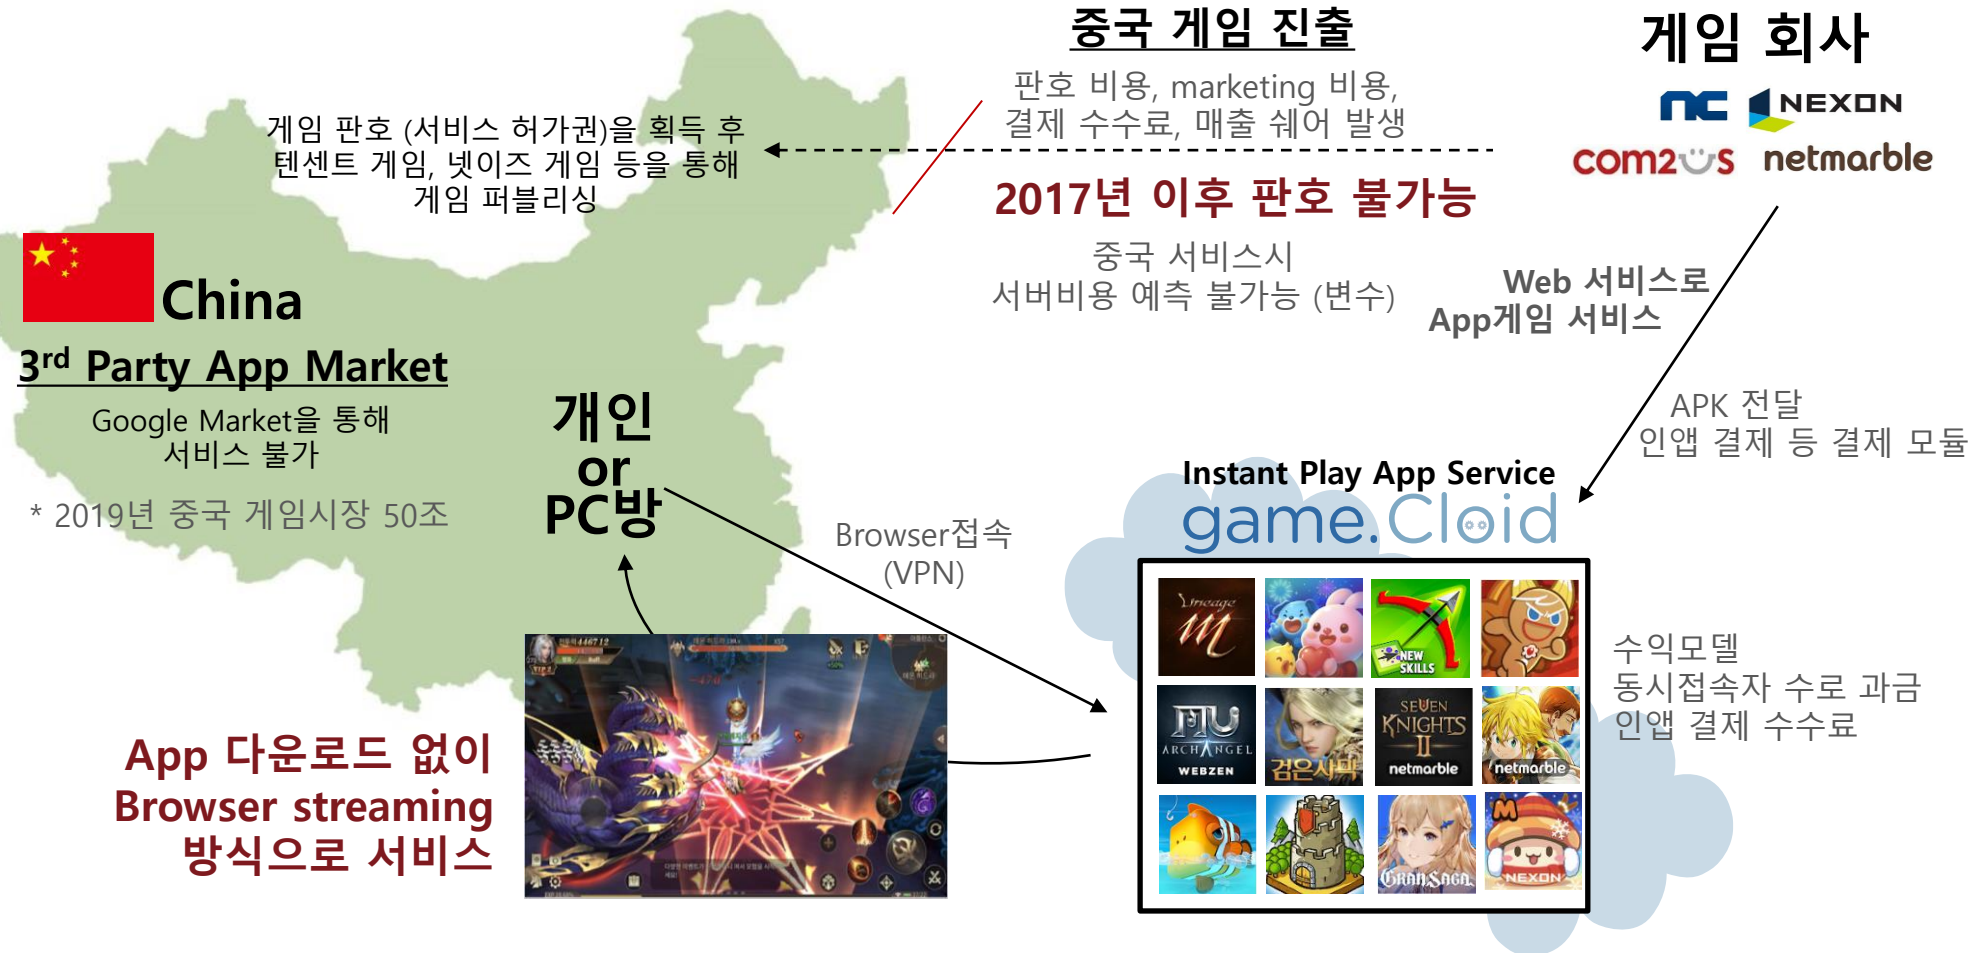 중국 게임 진출
판호 비용, marketing 비용,
결제 수수료, 매출 쉐어 발생
2017년 이후 판호 불가능
중국 서비스시
서버비용 예측 불가능 (변수)
게임 회사
nc
NEXON
com2us
netmarble
게임 판호 (서비스 허가권)을 획득 후
텐센트 게임, 넷이즈 게임 등을 통해
게임 퍼블리싱
China
3rd Party App Market
Google Market을 통해
서비스 불가
* 2019년 중국 게임시장 50조
개인
or
PC방
Web 서비스로
App게임 서비스
APK 전달
인앱 결제 등 결제 모듈
Browser접속
(VPN)
Instant Play App Service
game.Cloid
Lineage
M
NEW
SKILLS
MU
ARCHANGEL
WEBZEN
검은사막
SEVEN
KNIGHTS
II
netmarble
netmarble
GRAN SAGA
M
NEXON
수익모델
동시접속자 수로 과금
인앱 결제 수수료
App 다운로드 없이
Browser streaming
방식으로 서비스